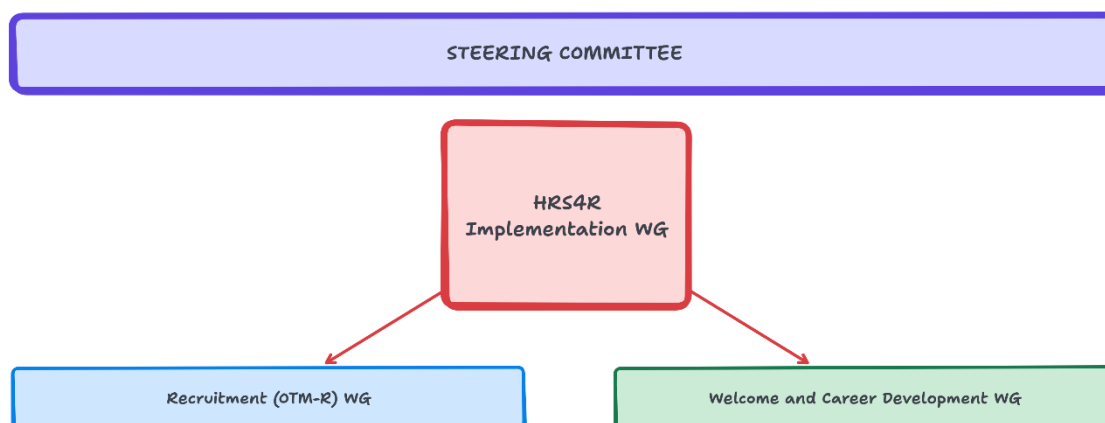 STEERING COMMITTEE
HRS4R
Implementation WG
Recruitment (OTM-R) WG
Welcome and Career Development WG